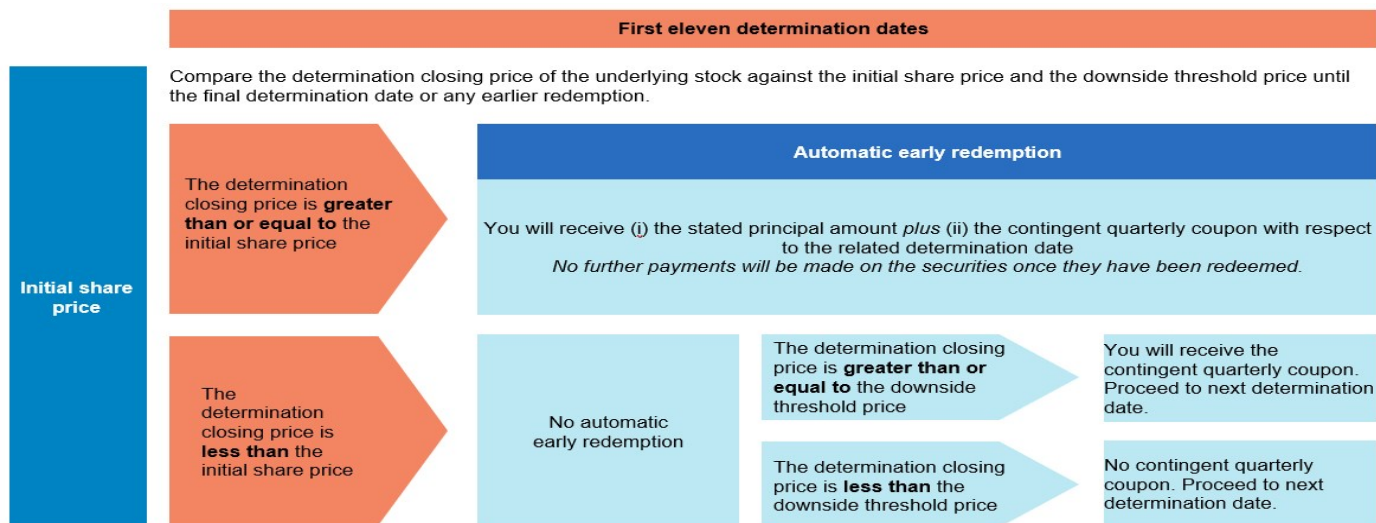 First eleven determination dates
Compare the determination closing price of the underlying stock against the initial share price and the downside threshold price until
the final determination date or any earlier redemption.
Initial share
price
The determination
closing price is greater
than or equal to the
initial share price
Automatic early redemption
You will receive (i) the stated principal amount plus (ii) the contingent quarterly coupon with respect
to the related determination date
No further payments will be made on the securities once they have been redeemed.
The
determination
closing price is
less than the
initial share price
No automatic
early redemption
The determination closing
price is greater than or
equal to the downside
threshold price
You will receive the
contingent quarterly coupon.
Proceed to next determination
date.
The determination closing
price is less than the
downside threshold price
No contingent quarterly
coupon. Proceed to next
determination date.